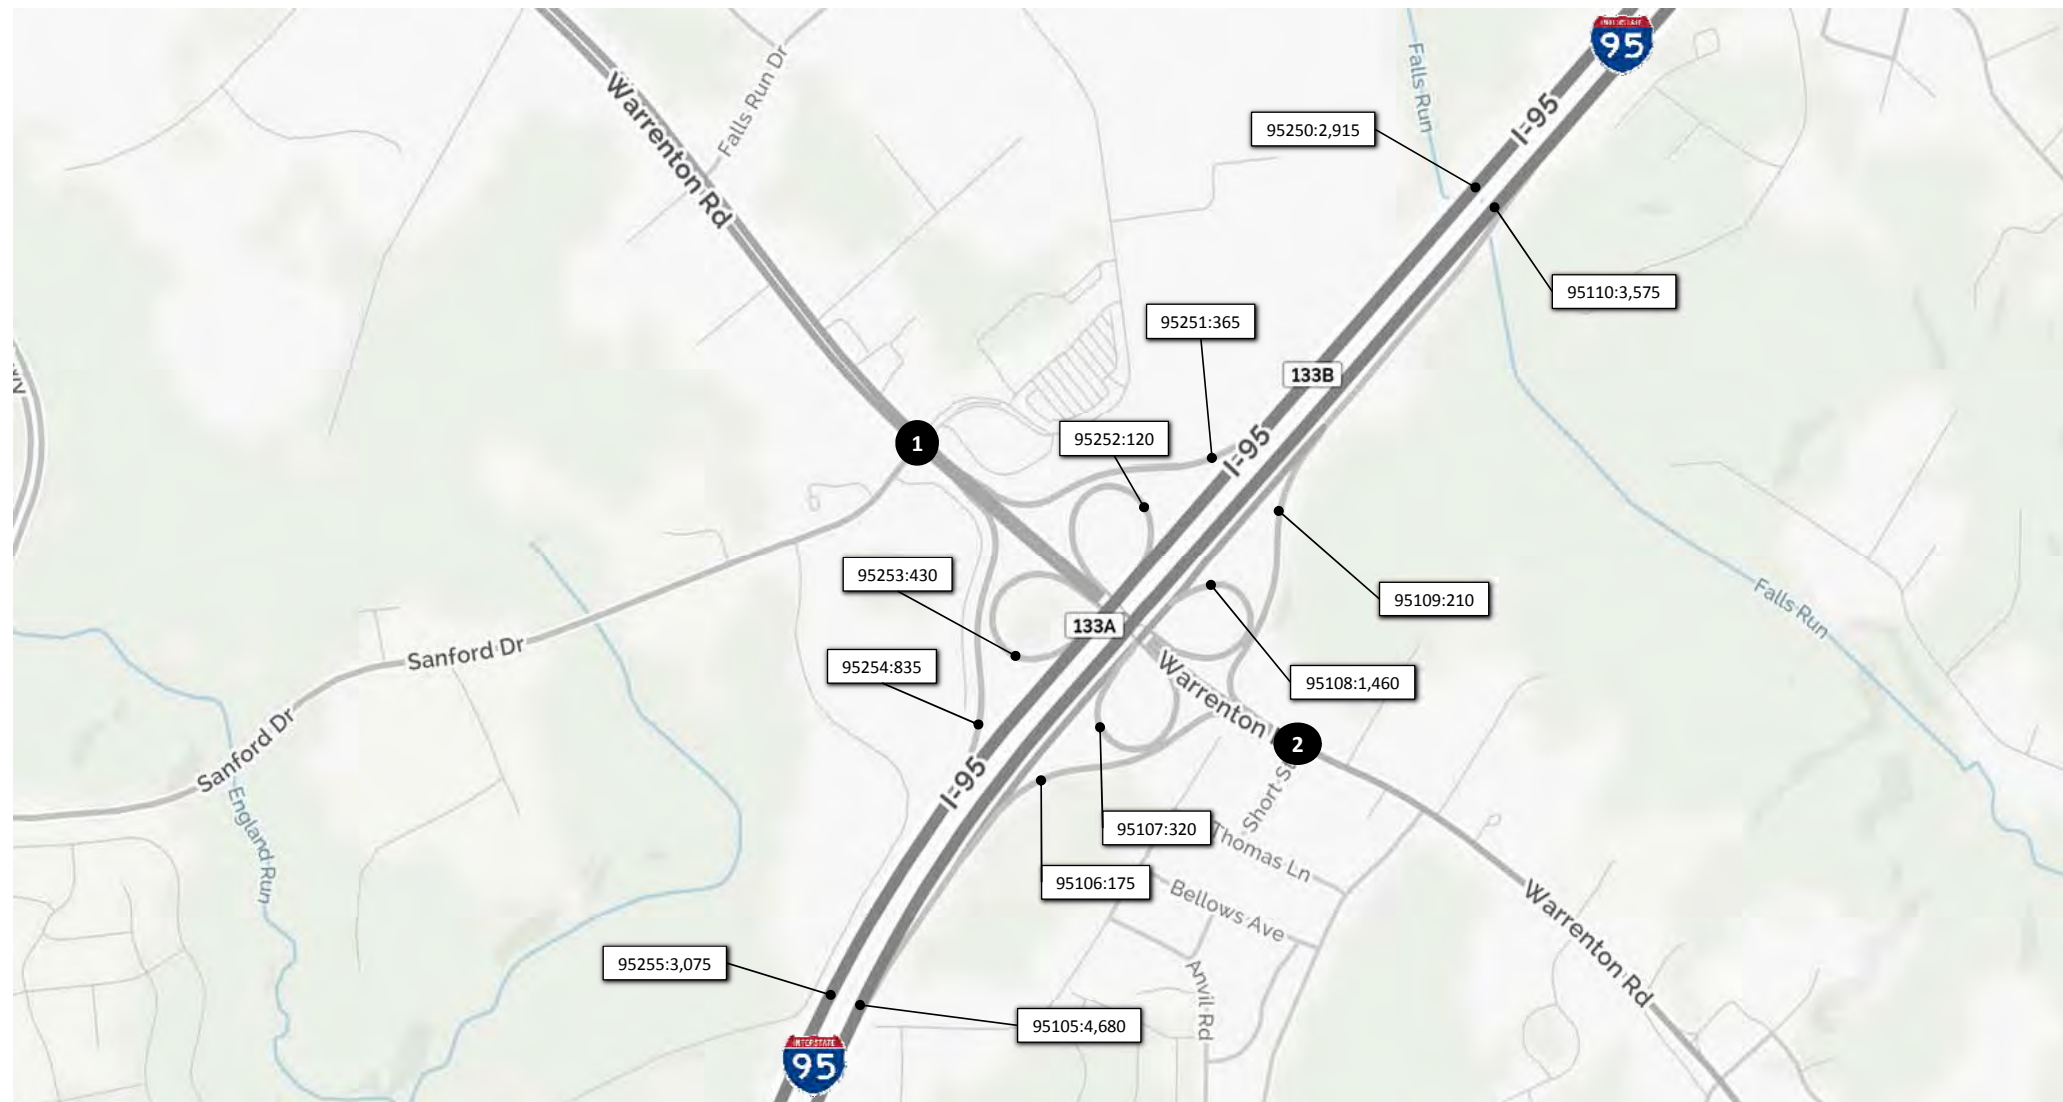 INTERSTATE
95
I-95
Falls Run
95250:2,915
Falls Run Dr
Warrenton Rd
95110:3,575
95251:365
133B
95252:120
I-95
1
95253:430
95109:210
Falls Run
133A
Sanford Dr
95254:835
95108:1,460
Warrenton
2
Sanford Dr
I-95
Short
England Run
95107:320
Thomas Ln
95106:175
Bellows Ave
Warrenton Rd
95255:3,075
Anvil Rd
95105:4,680
INTERSTATE
95